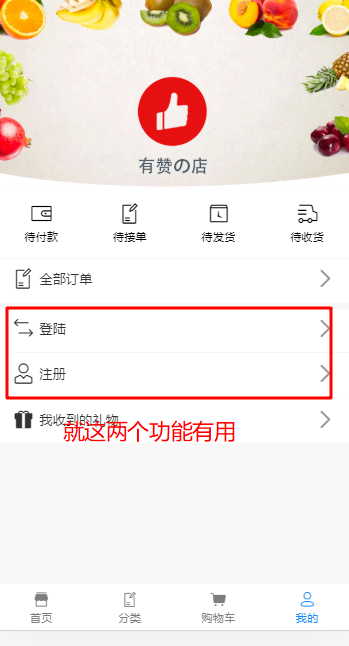 有赞の店
待付款 待接单 待发货 待收货
全部订单
登陆
注册
我收到的礼物
就这两个功能有用
首页 分类 购物车 我的